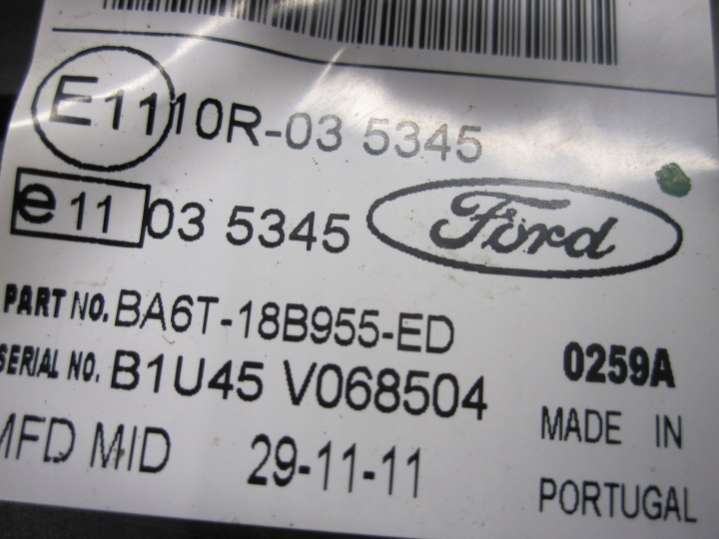 E11 10R-03 5345
e11 03 5345
Ford
PART NO. BA6T-18B955-ED
SERIAL NO. B1U45 V068504
0259A
MFD MID 29-11-11
MADE IN
PORTUGAL